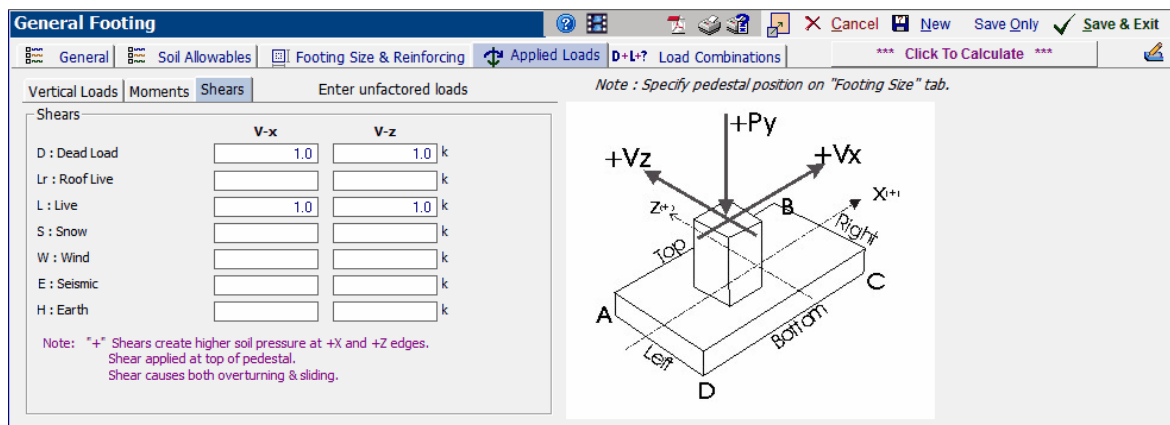 General Footing
Cancel New Save Only Save & Exit
General Soil Allowables Footing Size & Reinforcing Applied Loads D+L+? Load Combinations *** Click To Calculate ***
Vertical Loads Moments Shears Enter unfactored loads
Note : Specify pedestal position on "Footing Size" tab.
Shears
V-x V-z
D : Dead Load 1.0 1.0 k
Lr : Roof Live k
L : Live 1.0 1.0 k
S : Snow k
W : Wind k
E : Seismic k
H : Earth k
Note: "+" Shears create higher soil pressure at +X and +Z edges.
Shear applied at top of pedestal.
Shear causes both overturning & sliding.
+Py
+Vz +Vx
X(+)
Z(+) B
Top Right
A C
Left Bottom
D